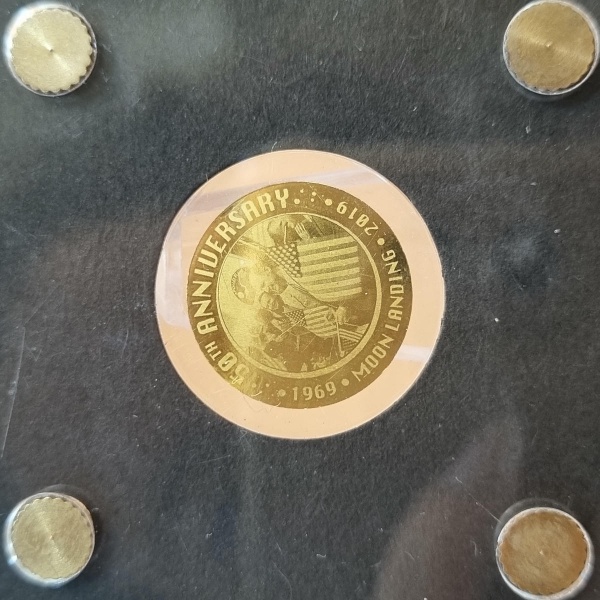 50TH ANNIVERSARY
2019
MOON LANDING
1969